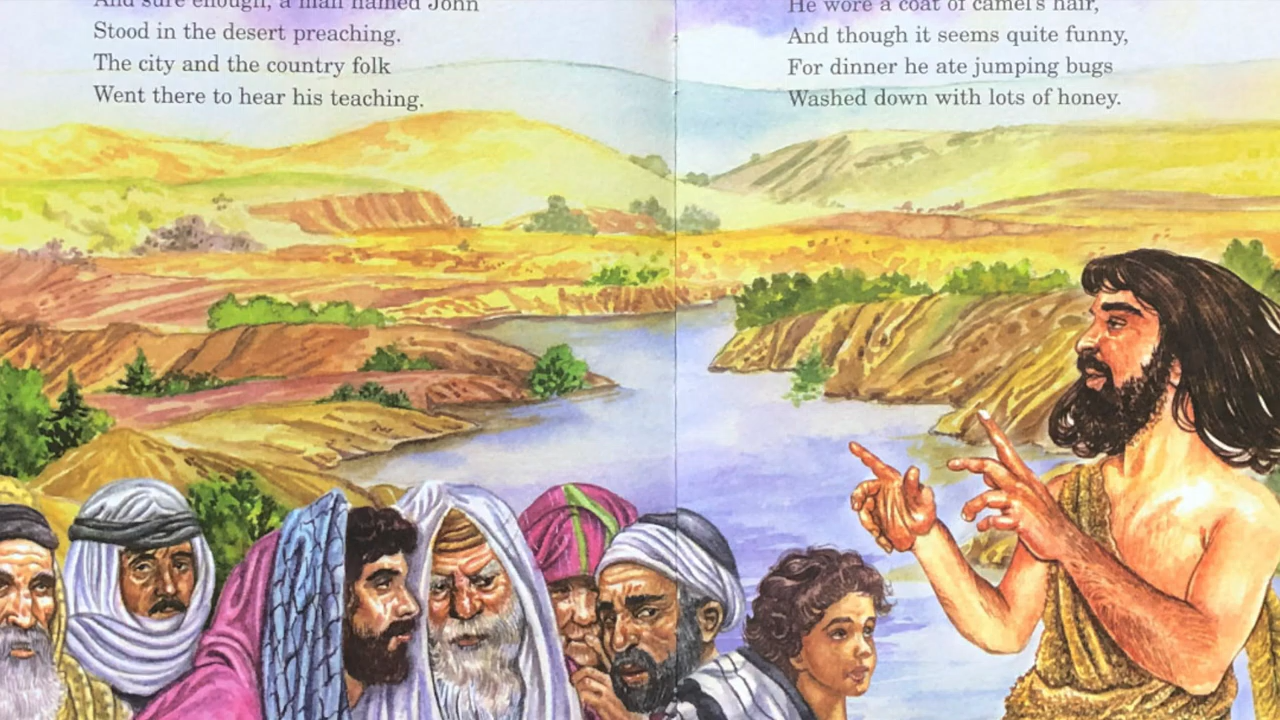 And sure enough, a man named John
Stood in the desert preaching.
The city and the country folk
Went there to hear his teaching.
He wore a coat of camel's hair,
And though it seems quite funny,
For dinner he ate jumping bugs
Washed down with lots of honey.